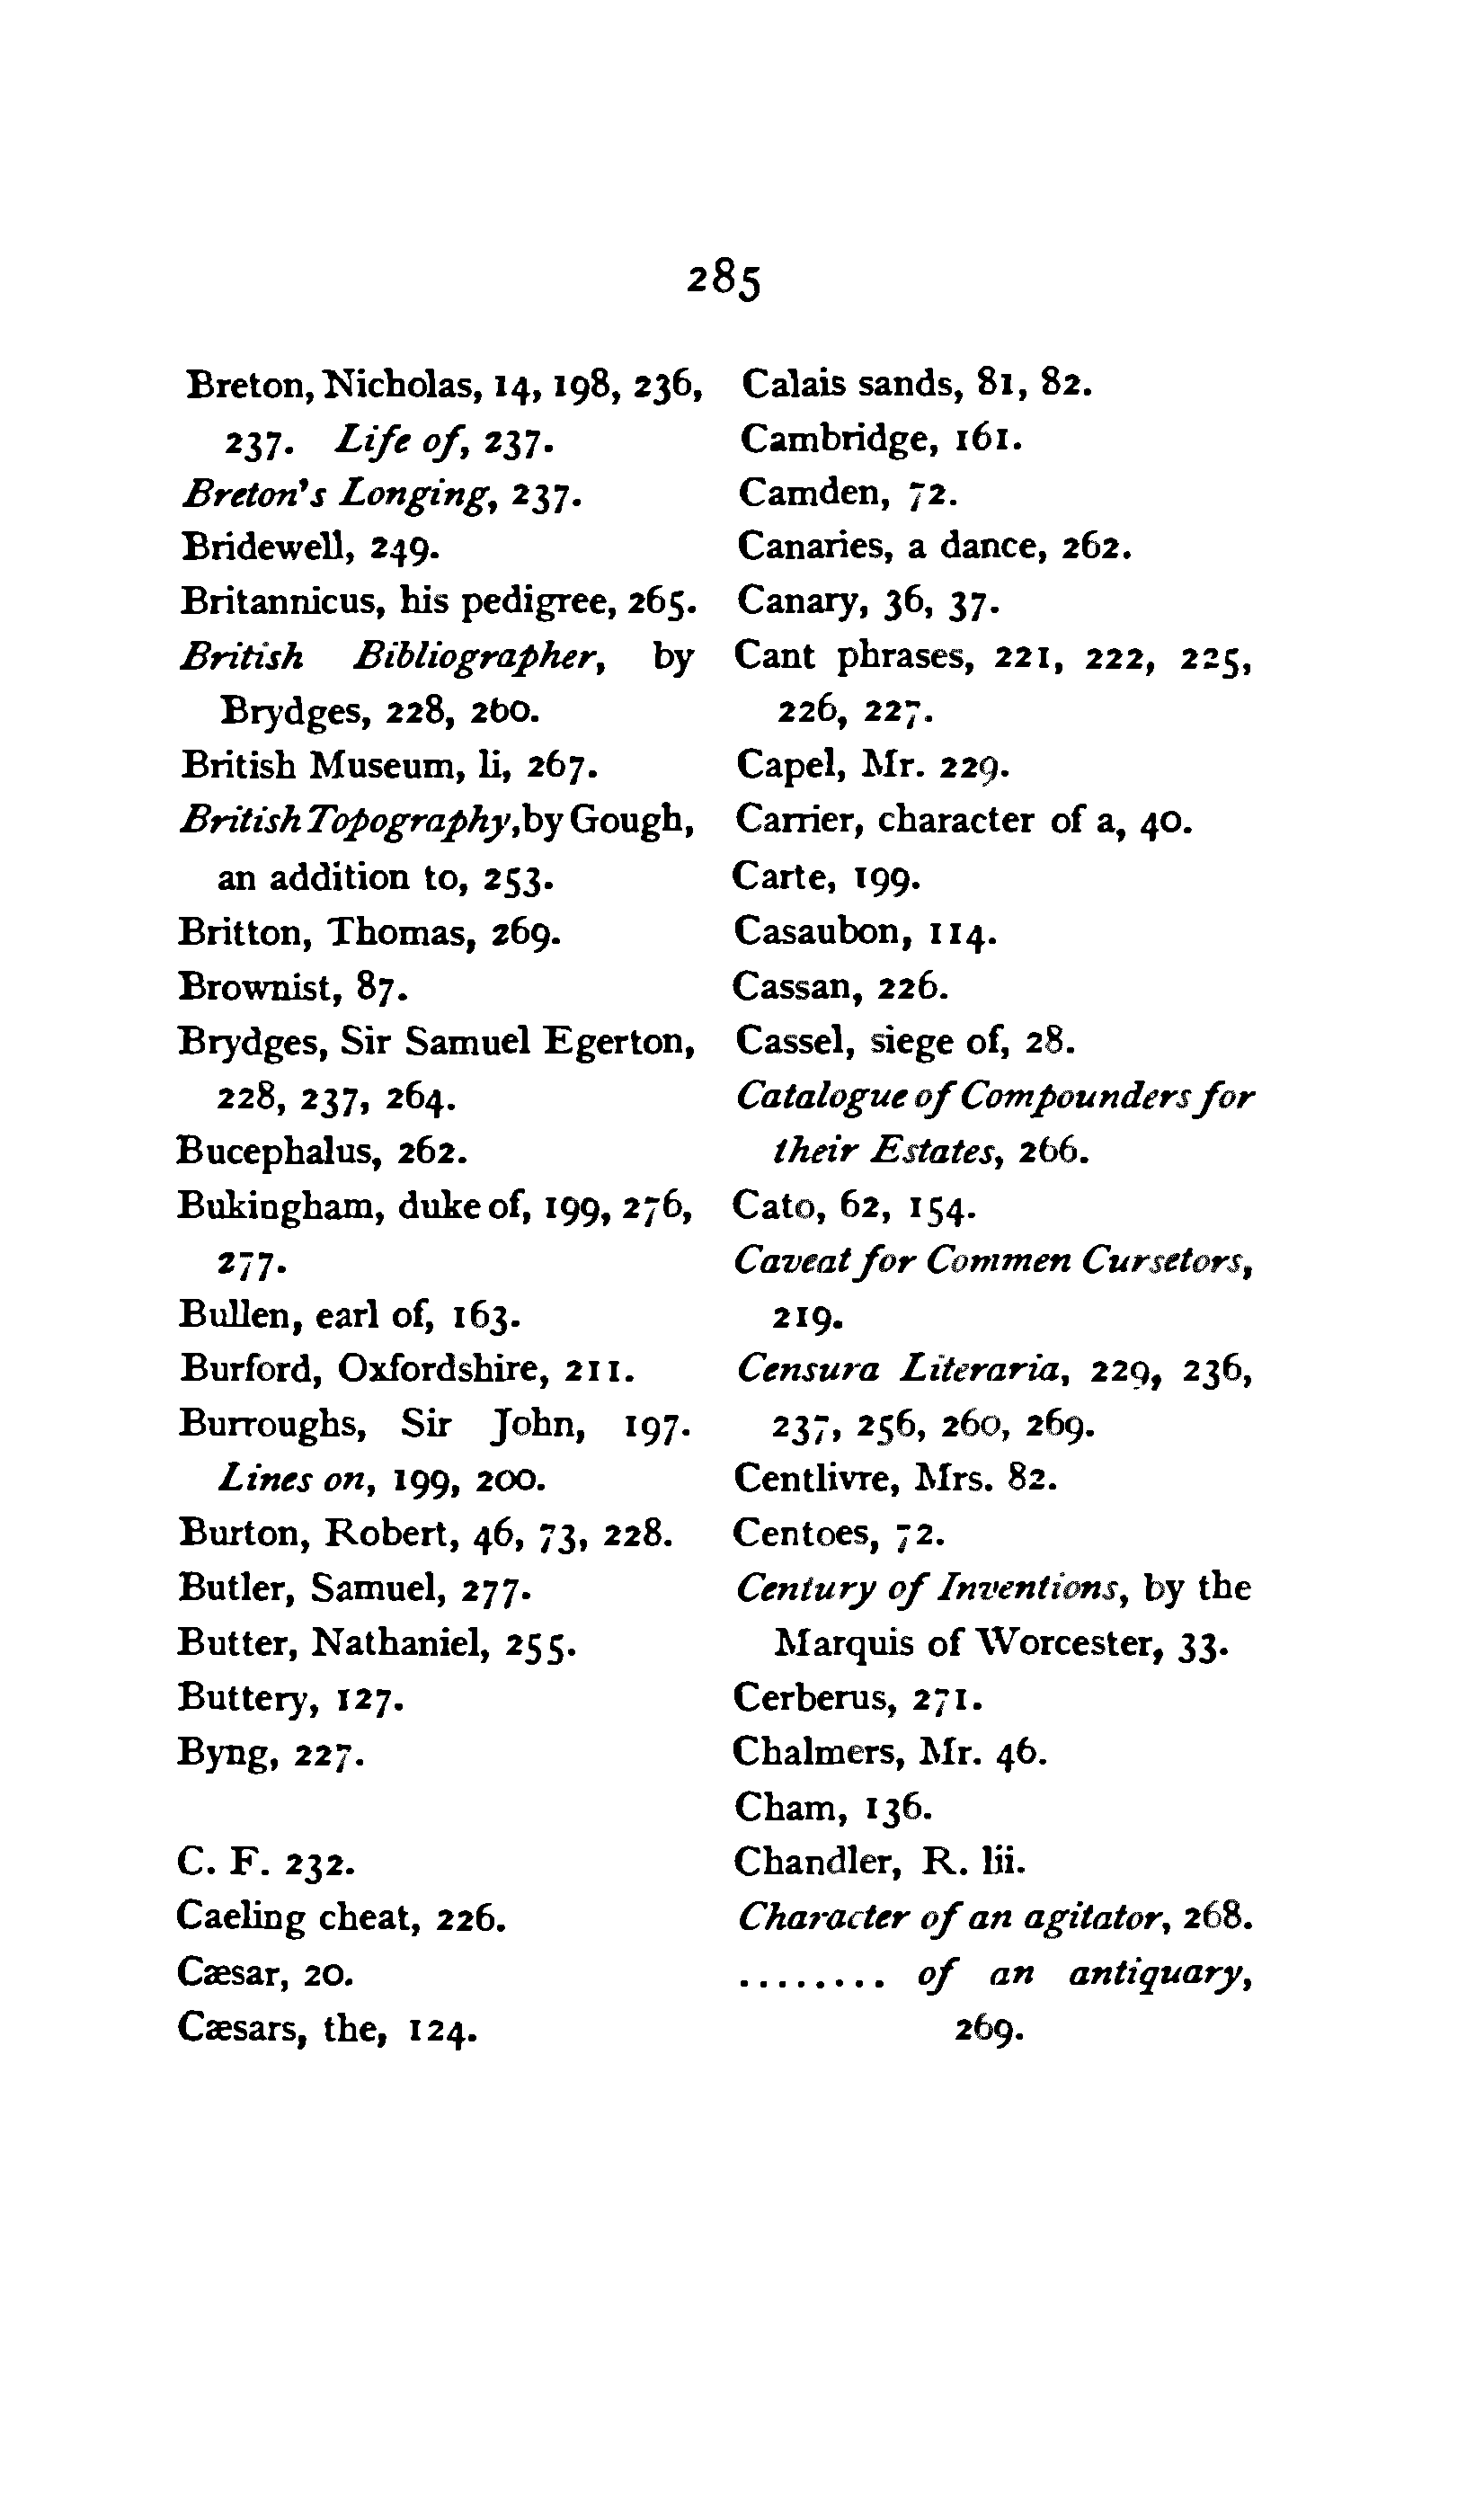 285
Breton, Nicholas, 14, 198, 236,
237. Life of, 237.
Breton's Longing, 237.
Bridewell, 249.
Britannicus, his pedigree, 265.
British Bibliographer, by
Brydges, 228, 260.
British Museum, li, 267.
British Topography, by Gough,
an addition to, 253.
Britton, Thomas, 269.
Brownist, 87.
Brydges, Sir Samuel Egerton,
228, 237, 264.
Bucephalus, 262.
Bukingham, duke of, 199, 276,
277.
Bullen, earl of, 163.
Burford, Oxfordshire, 211.
Burroughs, Sir John, 197.
Lines on, 199, 200.
Burton, Robert, 46, 73, 228.
Butler, Samuel, 277.
Butter, Nathaniel, 255.
Buttery, 127.
Byng, 227.
C. F. 232.
Caeling cheat, 226.
Cæsar, 20.
Cæsars, the, 124.
Calais sands, 81, 82.
Cambridge, 161.
Camden, 72.
Canaries, a dance, 262.
Canary, 36, 37.
Cant phrases, 221, 222, 225,
226, 227.
Capel, Mr. 229.
Carrier, character of a, 40.
Carte, 199.
Casaubon, 114.
Cassan, 226.
Cassel, siege of, 28.
Catalogue of Compounders for
their Estates, 266.
Cato, 62, 154.
Caveat for Commen Cursetors,
219.
Censura Literaria, 229, 236,
237, 256, 260, 269.
Centlivre, Mrs. 82.
Centoes, 72.
Century of Inventions, by the
Marquis of Worcester, 33.
Cerberus, 271.
Chalmers, Mr. 46.
Cham, 136.
Chandler, R. lii.
Character of an agitator, 268.
........ of an antiquary,
269.